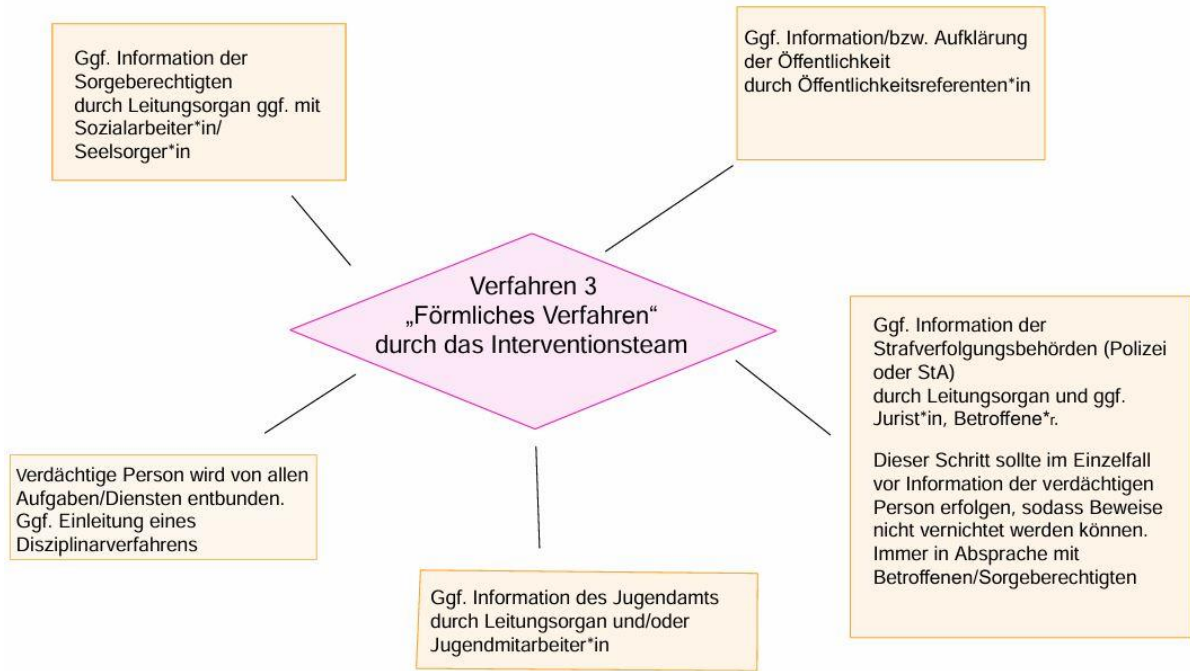 Ggf. Information der
Sorgeberechtigten
durch Leitungsorgan ggf. mit
Sozialarbeiter*in/
Seelsorger*in
Ggf. Information/bzw. Aufklärung
der Öffentlichkeit
durch Öffentlichkeitsreferenten*in
Verfahren 3
„Förmliches Verfahren“
durch das Interventionsteam
Ggf. Information der
Strafverfolgungsbehörden (Polizei
oder StA)
durch Leitungsorgan und ggf.
Jurist*in, Betroffene*r.
Dieser Schritt sollte im Einzelfall
vor Information der verdächtigen
Person erfolgen, sodass Beweise
nicht vernichtet werden können.
Immer in Absprache mit
Betroffenen/Sorgeberechtigten
Verdächtige Person wird von allen
Aufgaben/Diensten entbunden.
Ggf. Einleitung eines
Disziplinarverfahrens
Ggf. Information des Jugendamts
durch Leitungsorgan und/oder
Jugendmitarbeiter*in